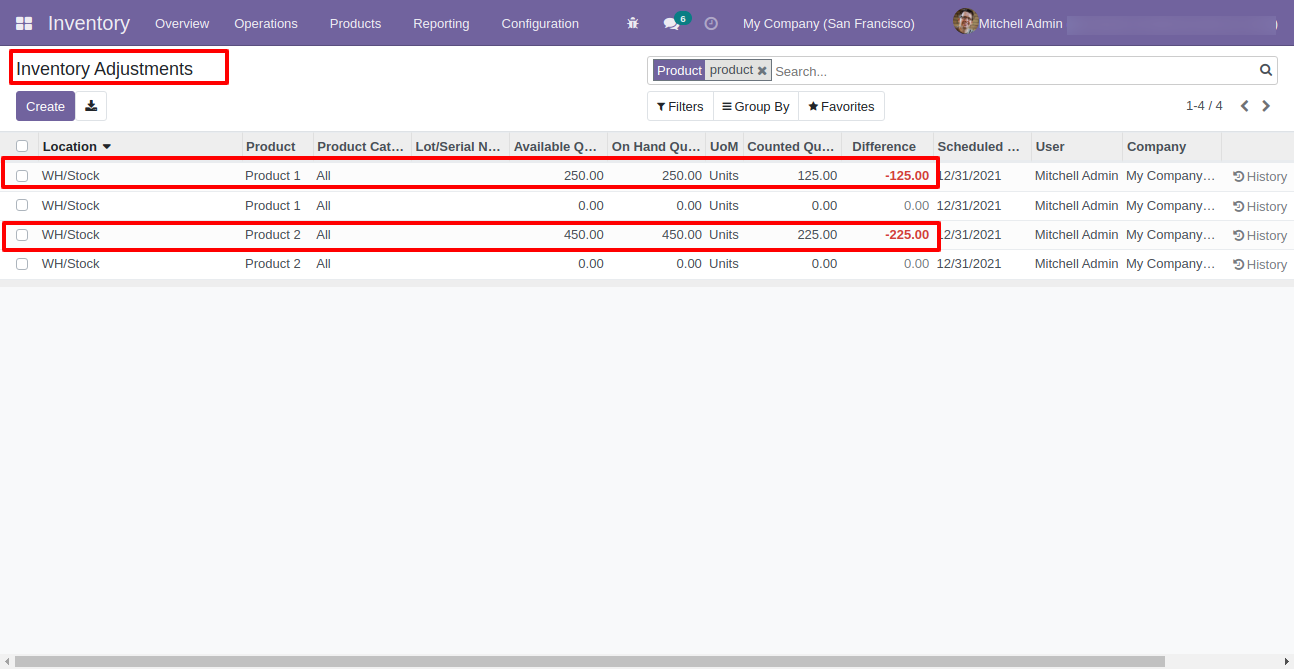 Inventory Overview Operations Products Reporting Configuration 6 My Company (San Francisco) Mitchell Admin )
Inventory Adjustments
Product product Search...
Create Filters Group By Favorites 1-4 / 4
Location Product Product Cat... Lot/Serial N... Available Q... On Hand Qu... UoM Counted Qu... Difference Scheduled ... User Company
WH/Stock Product 1 All 250.00 250.00 Units 125.00 -125.00 12/31/2021 Mitchell Admin My Company... History
WH/Stock Product 1 All 0.00 0.00 Units 0.00 0.00 12/31/2021 Mitchell Admin My Company... History
WH/Stock Product 2 All 450.00 450.00 Units 225.00 -225.00 12/31/2021 Mitchell Admin My Company... History
WH/Stock Product 2 All 0.00 0.00 Units 0.00 0.00 12/31/2021 Mitchell Admin My Company... History